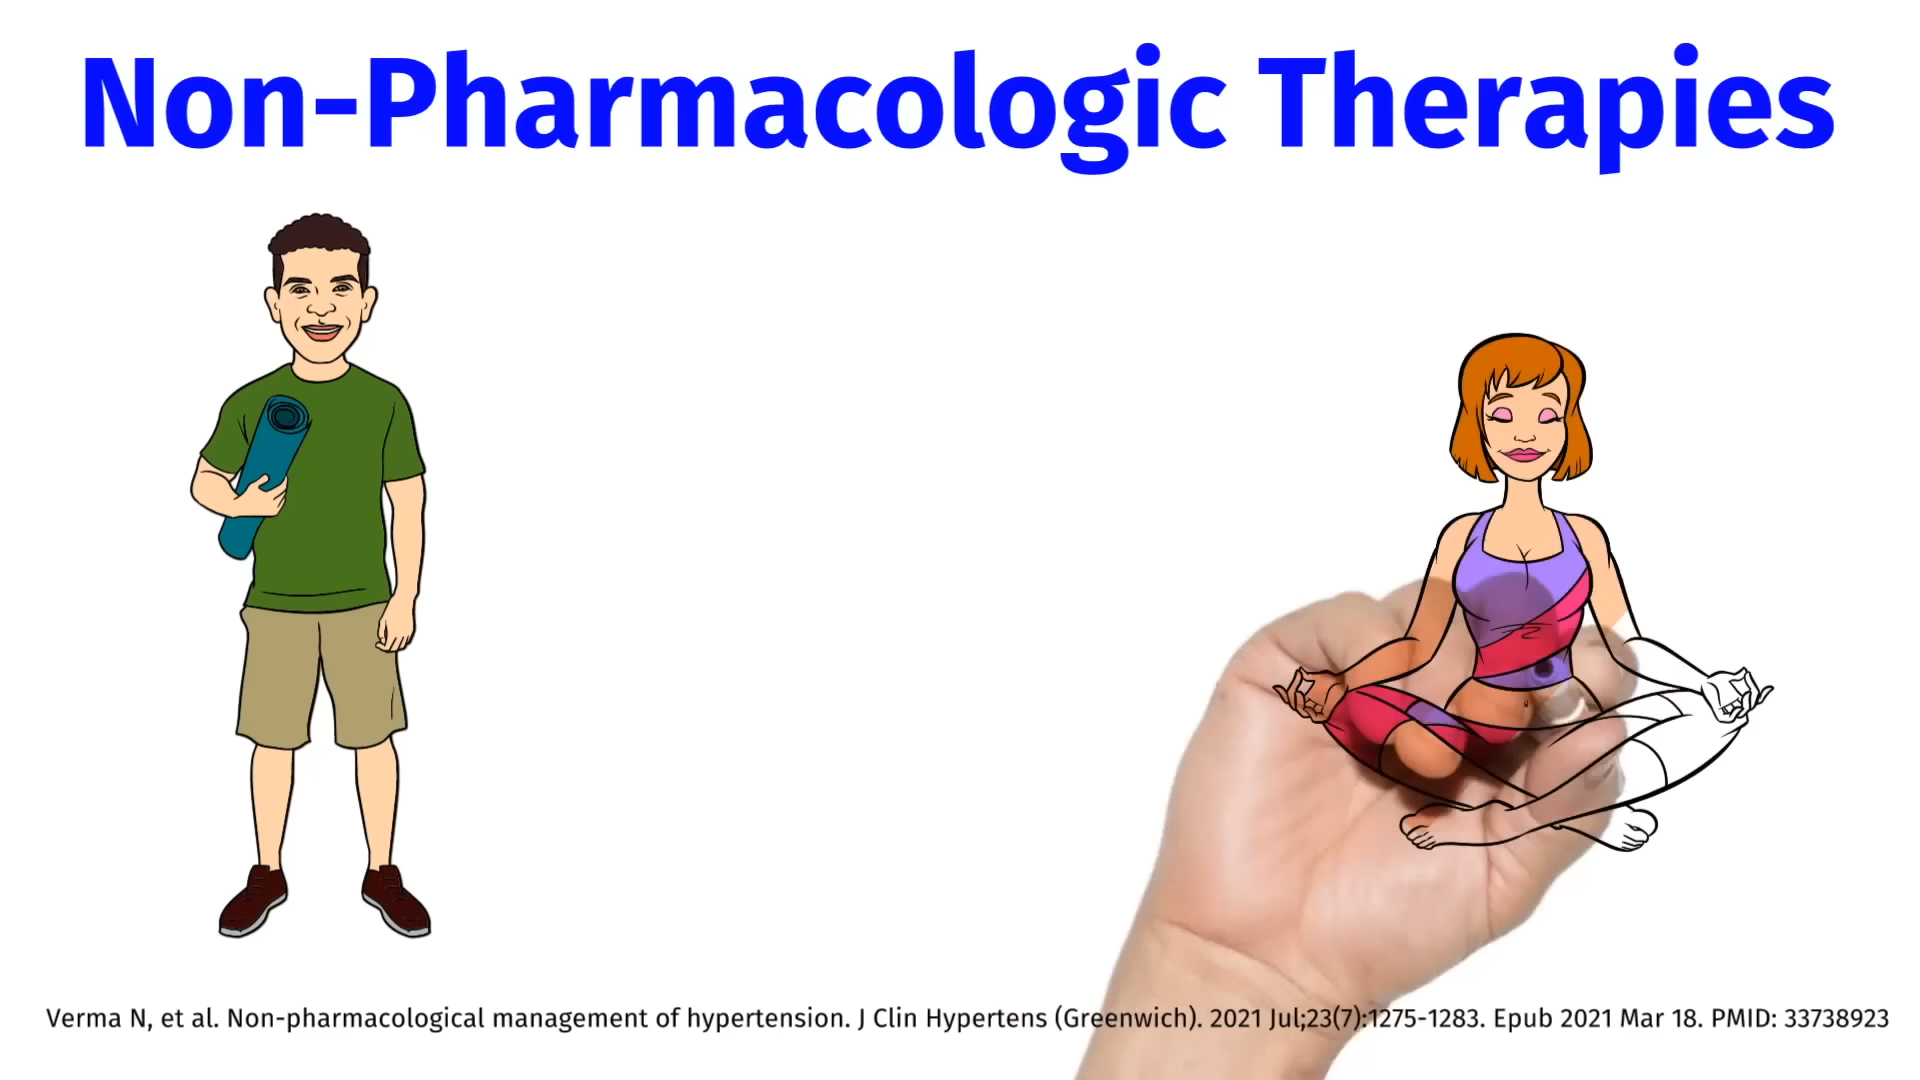 Non-Pharmacologic Therapies
Verma N, et al. Non-pharmacological management of hypertension. J Clin Hypertens (Greenwich). 2021 Jul;23(7):1275-1283. Epub 2021 Mar 18. PMID: 33738923